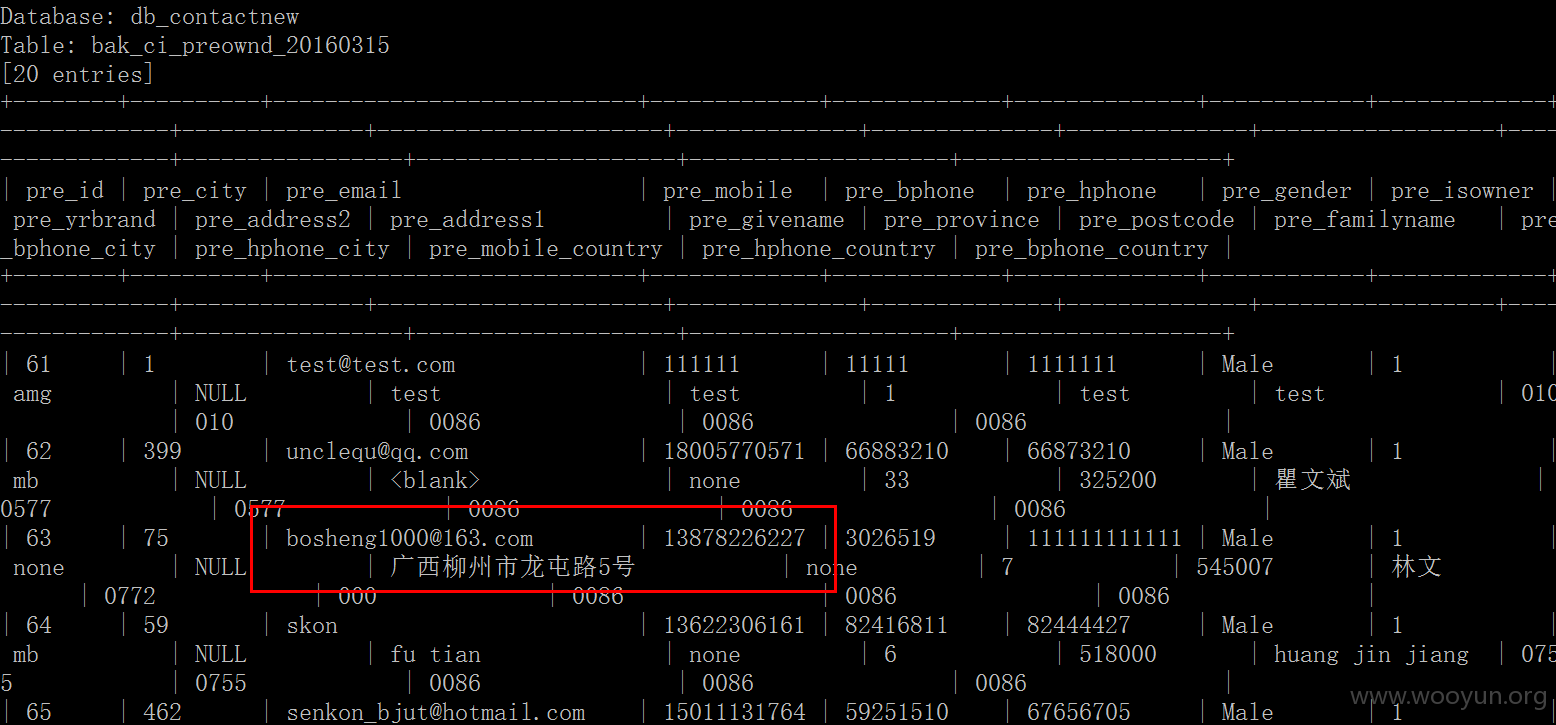 Database: db_contactnew
Table: bak_ci_preownd_20160315
[20 entries]
| pre_id | pre_city | pre_email | pre_mobile | pre_bphone | pre_hphone | pre_gender | pre_isowner |
pre_yrbrand | pre_address2 | pre_address1 | pre_givename | pre_province | pre_postcode | pre_familyname | pre
_bphone_city | pre_hphone_city | pre_mobile_country | pre_hphone_country | pre_bphone_country |
| 61 | 1 | test@test.com | 111111 | 11111 | 1111111 | Male | 1 |
amg | NULL | test | test | 1 | test | test | 010
| 010 | 0086 | 0086 | 0086 |
| 62 | 399 | unclequ@qq.com | 18005770571 | 66883210 | 66873210 | Male | 1 |
mb | NULL | <blank> | none | 33 | 325200 | 瞿文斌 |
0577 | 0577 | 0086 | 0086 | 0086 |
| 63 | 75 | bosheng1000@163.com | 13878226227 | 3026519 | 111111111111 | Male | 1 |
none | NULL | 广西柳州市龙屯路5号 | none | 7 | 545007 | 林文
| 0772 | 000 | 0086 | 0086 | 0086 |
| 64 | 59 | skon | 13622306161 | 82416811 | 82444427 | Male | 1 |
mb | NULL | fu tian | none | 6 | 518000 | huang jin jiang | 075
5 | 0755 | 0086 | 0086 | 0086 |
| 65 | 462 | senkon_bjut@hotmail.com | 15011131764 | 59251510 | 67656705 | Male | 1 |
www.wooyun.org